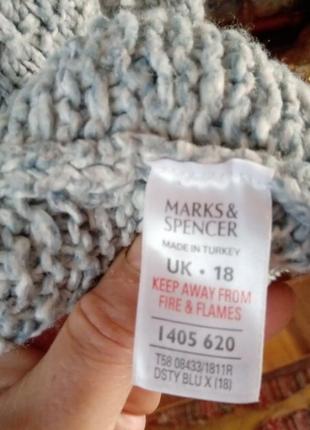 MARKS &
SPENCER
MADE IN TURKEY
UK • 18
KEEP AWAY FROM
FIRE & FLAMES
1405 620
T58 08433/1811R
DSTY BLU X (18)